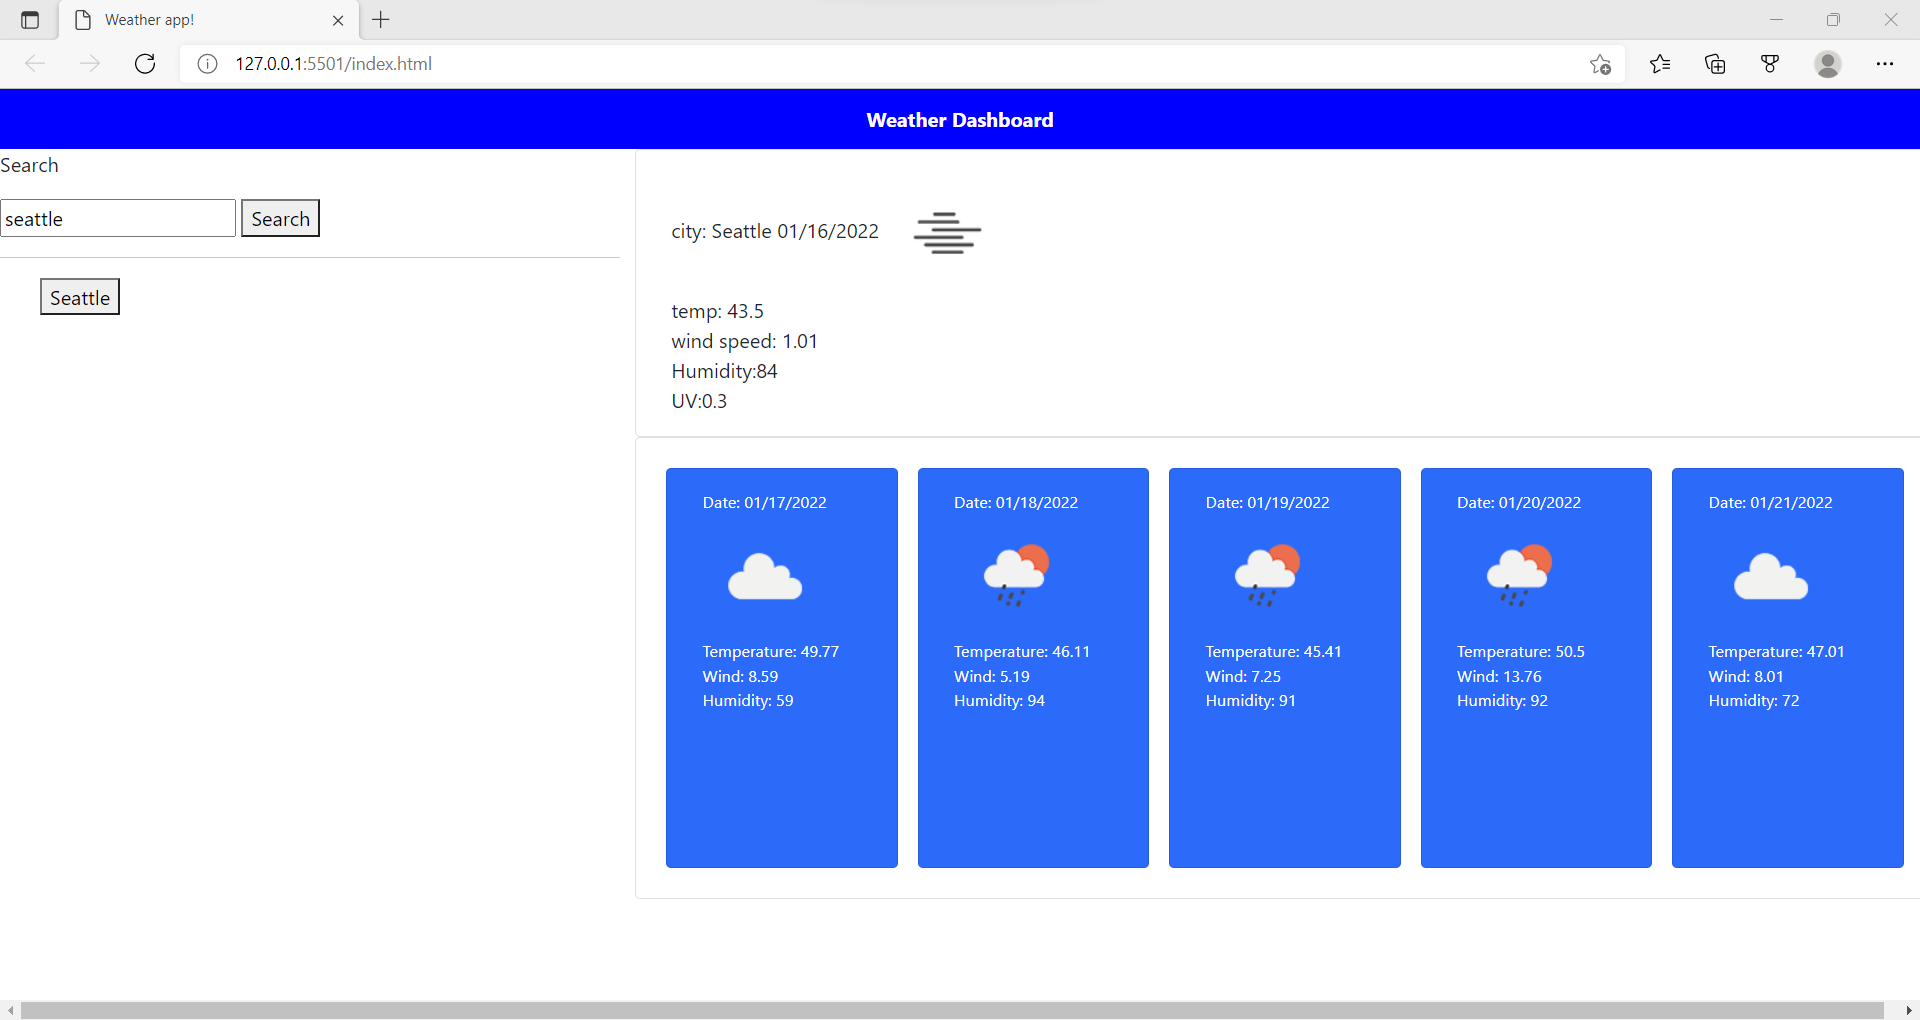 Weather app!
127.0.0.1:5501/index.html
Weather Dashboard
Search
seattle Search
Seattle
city: Seattle 01/16/2022
temp: 43.5
wind speed: 1.01
Humidity:84
UV:0.3
Date: 01/17/2022
Temperature: 49.77
Wind: 8.59
Humidity: 59
Date: 01/18/2022
Temperature: 46.11
Wind: 5.19
Humidity: 94
Date: 01/19/2022
Temperature: 45.41
Wind: 7.25
Humidity: 91
Date: 01/20/2022
Temperature: 50.5
Wind: 13.76
Humidity: 92
Date: 01/21/2022
Temperature: 47.01
Wind: 8.01
Humidity: 72